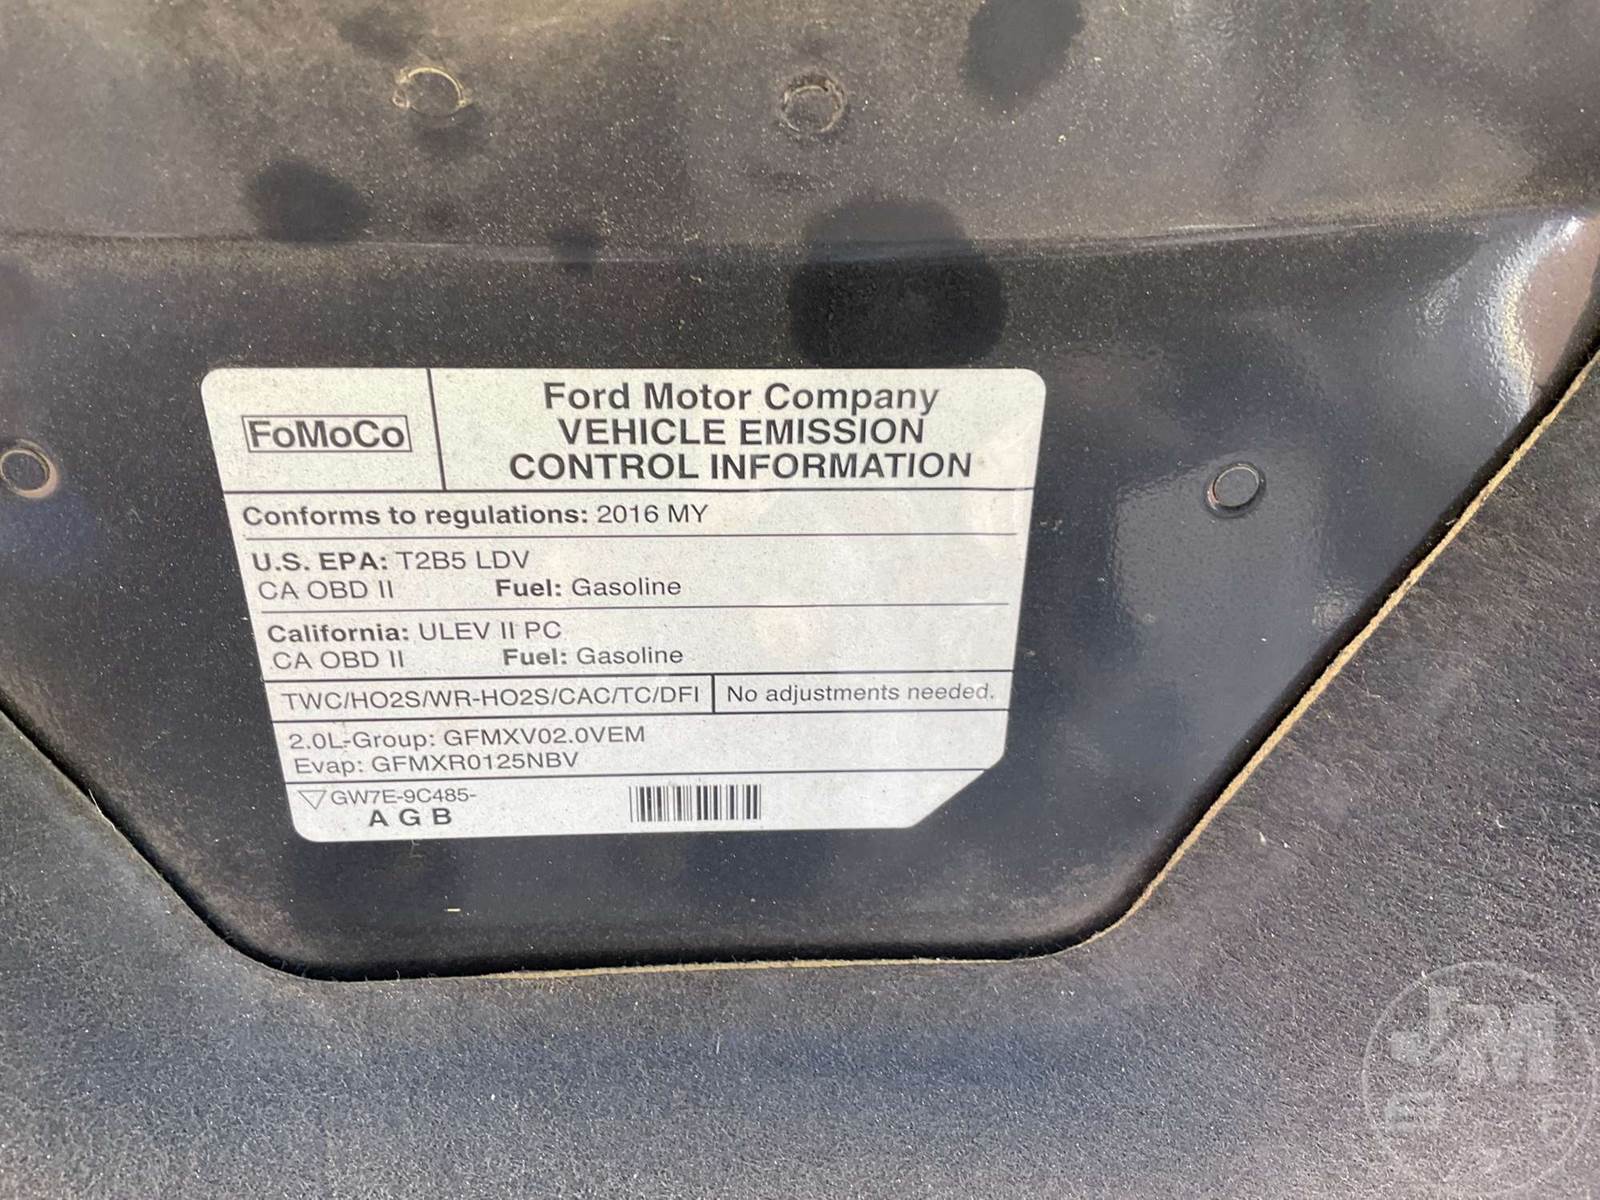 FoMoCo
Ford Motor Company
VEHICLE EMISSION
CONTROL INFORMATION
Conforms to regulations: 2016 MY
U.S. EPA: T2B5 LDV
CA OBD II Fuel: Gasoline
California: ULEV II PC
CA OBD II Fuel: Gasoline
TWC/HO2S/WR-HO2S/CAC/TC/DFI No adjustments needed.
2.0L-Group: GFMXV02.0VEM
Evap: GFMXR0125NBV
GW7E-9C485-
A G B
JM